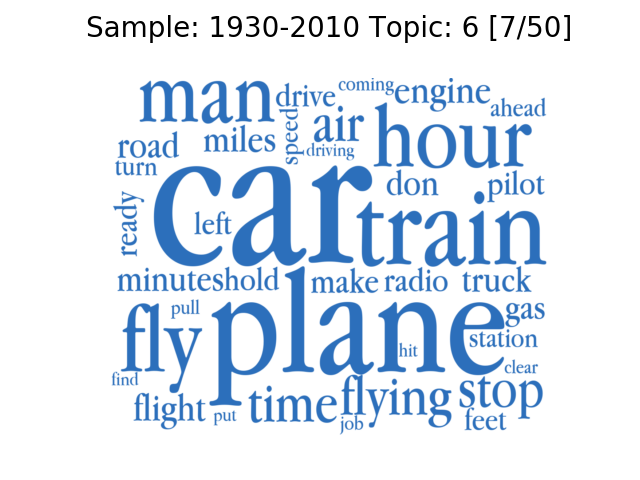 Sample: 1930-2010 Topic: 6 [7/50]
man drive coming engine
ahead
road miles speed air hour
driving
turn
car don pilot
ready left train
minutes hold make radio truck
fly pull plane gas
hit station
find clear
flight put time flying stop
job feet